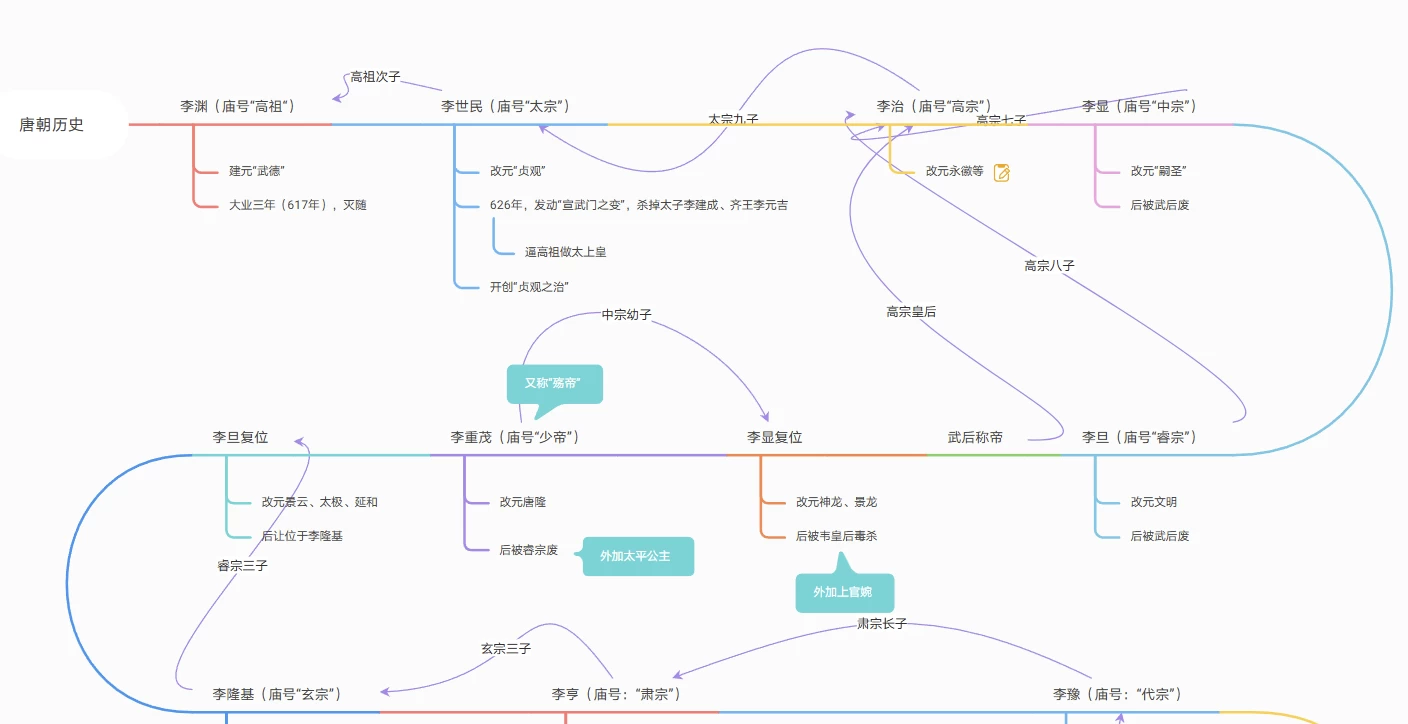 高祖次子
唐朝历史
李渊（庙号“高祖“）
李世民（庙号“太宗”）
太宗九子
李治（庙号“高宗”）
高宗七子
李显（庙号“中宗”）
建元“武德”
大业三年（617年），灭随
改元“贞观”
626年，发动“宣武门之变”，杀掉太子李建成、齐王李元吉
逼高祖做太上皇
开创“贞观之治”
改元永徽等
改元“嗣圣”
后被武后废
高宗八子
高宗皇后
中宗幼子
又称“殇帝”
李旦复位
李重茂（庙号“少帝”）
李显复位
武后称帝
李旦（庙号“睿宗”）
改元景云、太极、延和
后让位于李隆基
改元唐隆
后被睿宗废
外加太平公主
改元神龙、景龙
后被韦皇后毒杀
外加上官婉
改元文明
后被武后废
睿宗三子
玄宗三子
肃宗长子
李隆基（庙号“玄宗”）
李亨（庙号：“肃宗”）
李豫（庙号：“代宗”）